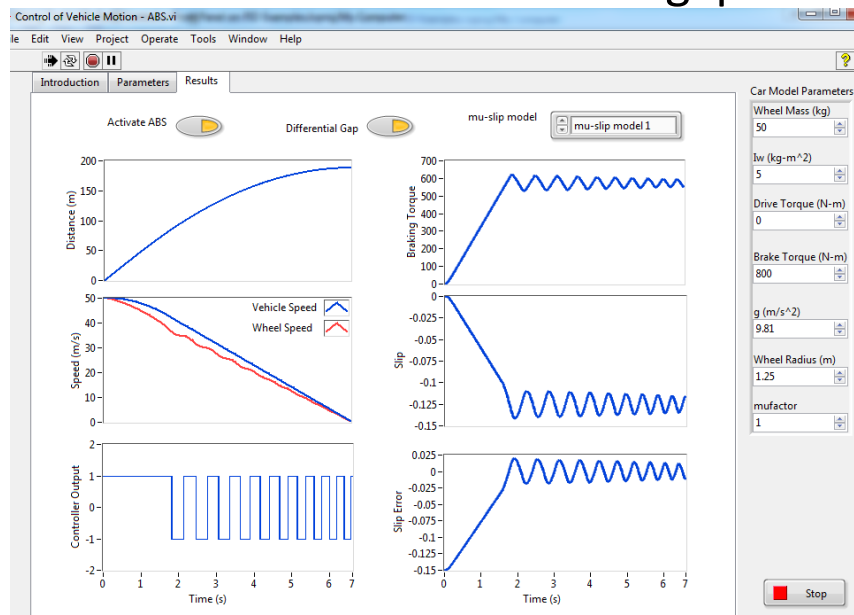 Control of Vehicle Motion - ABS.vi
Edit View Project Operate Tools Window Help
Introduction Parameters Results
Activate ABS
Differential Gap
mu-slip model
mu-slip model 1
200
150
100
50
0
Distance (m)
700
600
500
400
300
200
100
0
Braking Torque
50
40
30
20
10
0
Speed (m/s)
Vehicle Speed
Wheel Speed
0
-0.025
-0.05
-0.075
-0.1
-0.125
-0.15
Slip
2
1
0
-1
-2
Controller Output
0 1 2 3 4 5 6 7
Time (s)
0.025
0
-0.025
-0.05
-0.075
-0.1
-0.125
-0.15
Slip Error
0 1 2 3 4 5 6 7
Time (s)
Car Model Parameters
Wheel Mass (kg)
50
Iw (kg-m^2)
5
Drive Torque (N-m)
0
Brake Torque (N-m)
800
g (m/s^2)
9.81
Wheel Radius (m)
1.25
mufactor
1
Stop